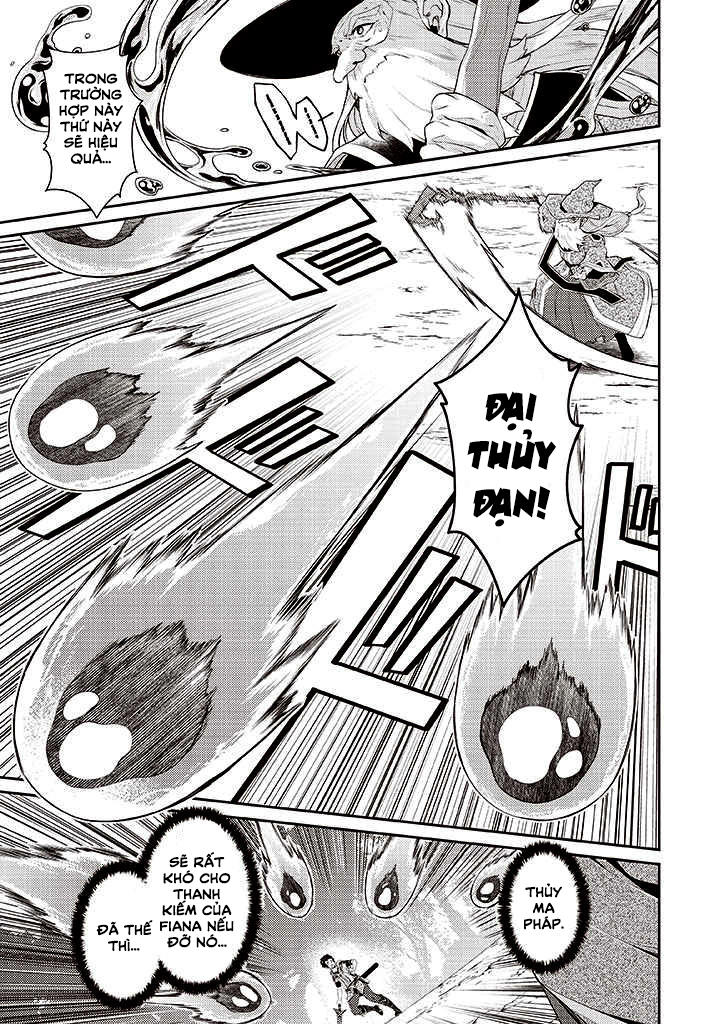 TRONG
TRƯỜNG
HỢP NÀY
THỨ NÀY
SẼ HIỆU
QUẢ...
ĐẠI
THỦY
ĐẠN!
THỦY
MA
PHÁP.
SẼ RẤT
KHÓ CHO
THANH
KIẾM CỦA
FIANA NẾU
ĐỠ NÓ...
ĐÃ THẾ
THÌ...